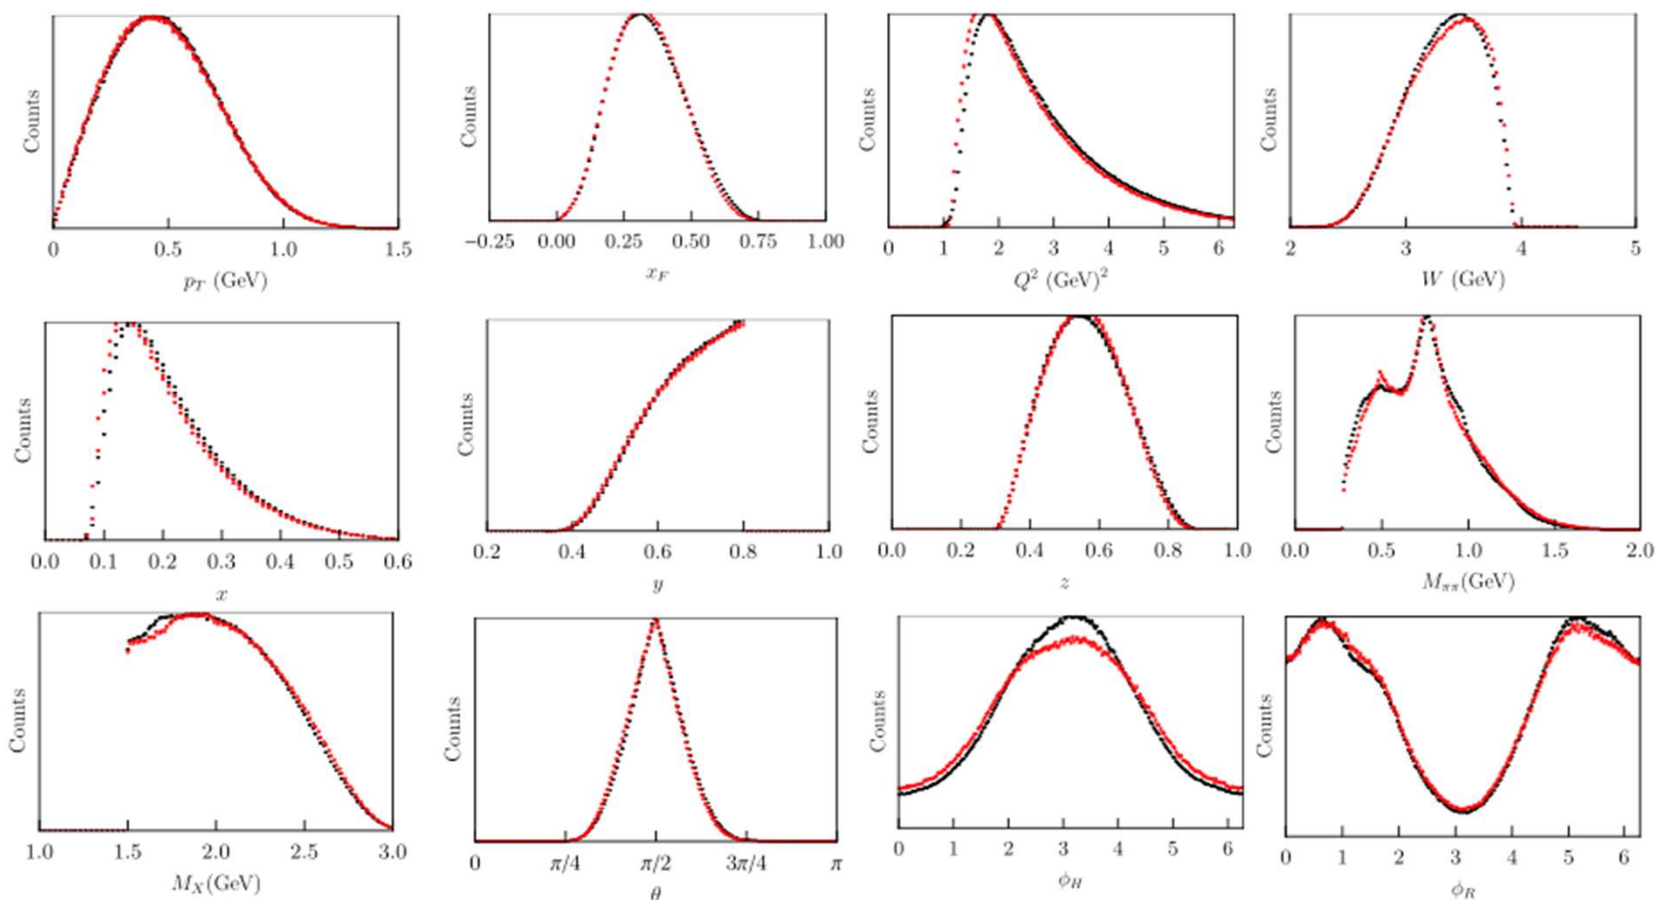 Counts
0 0.5 1.0 1.5
p_T (GeV)
Counts
−0.25 0.00 0.25 0.50 0.75 1.00
x_F
Counts
0 1 2 3 4 5 6
Q² (GeV)²
Counts
2 3 4 5
W (GeV)
Counts
0.0 0.1 0.2 0.3 0.4 0.5 0.6
x
Counts
0.2 0.4 0.6 0.8 1.0
y
Counts
0.0 0.2 0.4 0.6 0.8 1.0
z
Counts
0.0 0.5 1.0 1.5 2.0
M_ππ(GeV)
Counts
1.0 1.5 2.0 2.5 3.0
M_X(GeV)
Counts
0 π/4 π/2 3π/4 π
θ
Counts
0 1 2 3 4 5 6
ϕ_H
Counts
0 1 2 3 4 5 6
ϕ_R